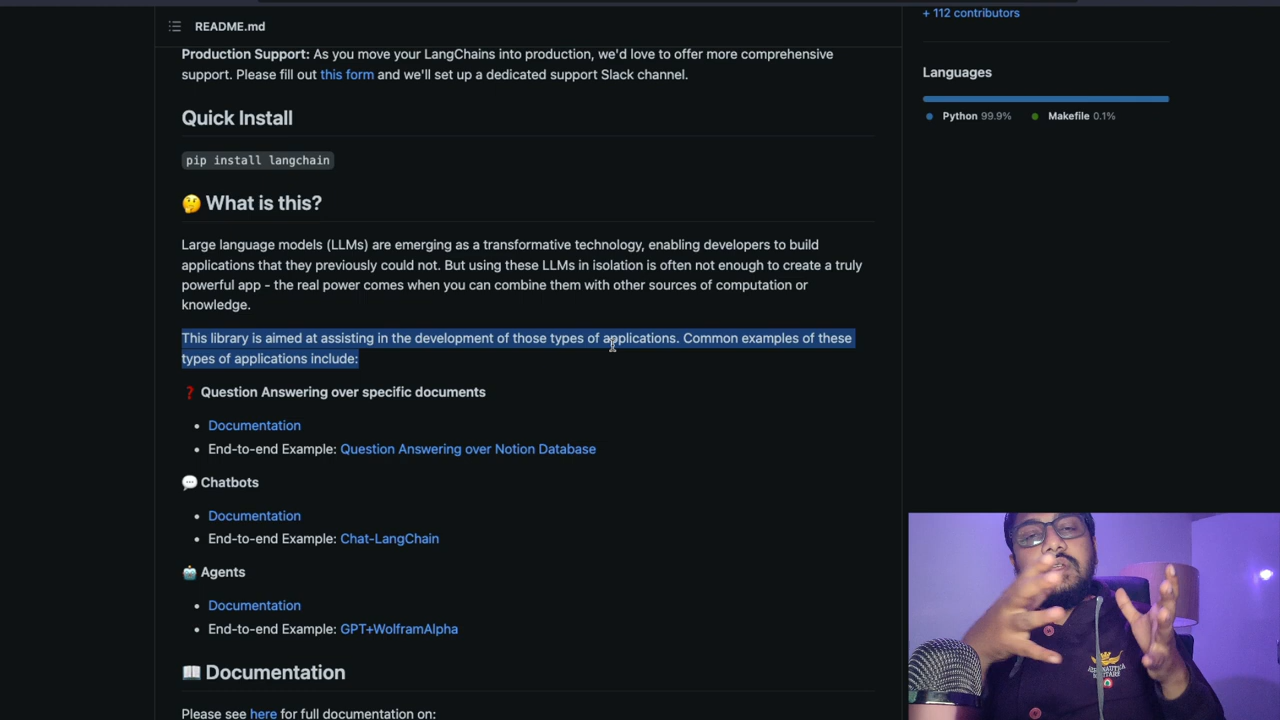 README.md
+ 112 contributors
Production Support: As you move your LangChains into production, we'd love to offer more comprehensive
support. Please fill out this form and we'll set up a dedicated support Slack channel.
Languages
Python 99.9% Makefile 0.1%
Quick Install
pip install langchain
🤔 What is this?
Large language models (LLMs) are emerging as a transformative technology, enabling developers to build
applications that they previously could not. But using these LLMs in isolation is often not enough to create a truly
powerful app - the real power comes when you can combine them with other sources of computation or
knowledge.
This library is aimed at assisting in the development of those types of applications. Common examples of these
types of applications include:
❓ Question Answering over specific documents
• Documentation
• End-to-end Example: Question Answering over Notion Database
💬 Chatbots
• Documentation
• End-to-end Example: Chat-LangChain
🤖 Agents
• Documentation
• End-to-end Example: GPT+WolframAlpha
📖 Documentation
Please see here for full documentation on: